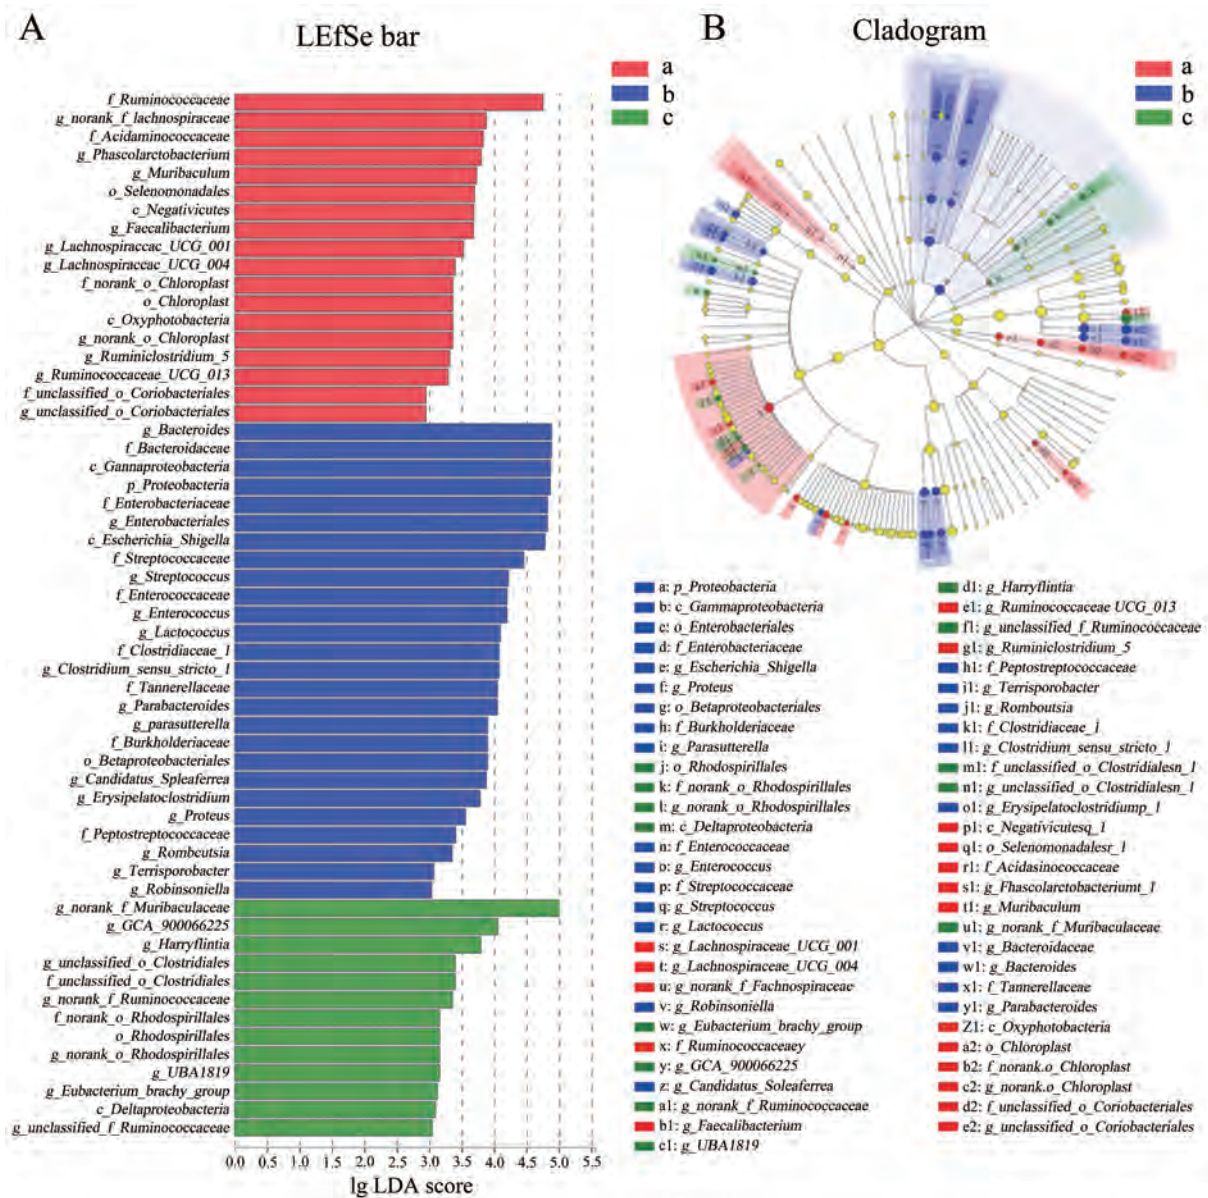 A
LEfSe bar
a
b
c
f_Ruminococcaceae
g_norank_f_lachnospiraceae
f_Acidaminococcaceae
g_Phascolarctobacterium
g_Muribaculum
o_Selenomonadales
c_Negativicutes
g_Faecalibacterium
g_Lachnospiraccac_UCG_001
g_Lachnospiraccac_UCG_004
f_norank_o_Chloroplast
o_Chloroplast
c_Oxyphotobacteria
g_norank_o_Chloroplast
g_Ruminiclostridium_5
g_Ruminococcaceae_UCG_013
f_unclassified_o_Coriobacteriales
g_unclassified_o_Coriobacteriales
g_Bacteroides
f_Bacteroidaceae
c_Gannaproteobacteria
p_Proteobacteria
f_Enterobacteriaceae
g_Enterobacteriales
c_Escherichia_Shigella
f_Streptococcaceae
g_Streptococcus
f_Enterococcaceae
g_Enterococcus
g_Lactococcus
f_Clostridiaceae_1
g_Clostridium_sensu_stricto_1
f_Tannerellaceae
g_Parabacteroides
g_parasutterella
f_Burkholderiaceae
o_Betaproteobacteriales
g_Candidatus_Spleaferrea
g_Erysipelatoclostridium
g_Proteus
f_Peptostreptococcaceae
g_Rombcutsia
g_Terrisporobacter
g_Robinsoniella
g_norank_f_Muribaculaceae
g_GCA_900066225
g_Harryflintia
g_unclassified_o_Clostridiales
f_unclassified_o_Clostridiales
g_norank_f_Ruminococcaceae
f_norank_o_Rhodospirillales
o_Rhodospirillales
g_norank_o_Rhodospirillales
g_UBA1819
g_Eubacterium_brachy_group
c_Deltaproteobacteria
g_unclassified_f_Ruminococcaceae
0.0 0.5 1.0 1.5 2.0 2.5 3.0 3.5 4.0 4.5 5.0 5.5
lg LDA score
B
Cladogram
a
b
c
a: p_Proteobacteria
b: c_Gammaproteobacteria
c: o_Enterobacteriales
d: f_Enterobacteriaceae
e: g_Escherichia_Shigella
f: g_Proteus
g: o_Betaproteobacteriales
h: f_Burkholderiaceae
i: g_Parasutterella
j: o_Rhodospirillales
k: f_norank_o_Rhodospirillales
l: g_norank_o_Rhodospirillales
m: c_Deltaproteobacteria
n: f_Enterococcaceae
o: g_Enterococcus
p: f_Streptococcaceae
q: g_Streptococcus
r: g_Lactococcus
s: g_Lachnospiraceae_UCG_001
t: g_Lachnospiraceae_UCG_004
u: g_norank_f_Fachnospiraceae
v: g_Robinsoniella
w: g_Eubacterium_brachy_group
x: f_Ruminococcaceaey
y: g_GCA_900066225
z: g_Candidatus_Soleaferrea
a1: g_norank_f_Ruminococcaceae
b1: g_Faecalibacterium
c1: g_UBA1819
d1: g_Harryflintia
e1: g_Ruminococcaceae UCG_013
f1: g_unclassified_f_Ruminococcaceae
g1: g_Ruminiclostridium_5
h1: f_Peptostreptococcaceae
i1: g_Terrisporobacter
j1: g_Romboutsia
k1: f_Clostridiaceae_1
l1: g_Clostridium_sensu_stricto_1
m1: f_unclassified_o_Clostridialesn_1
n1: g_unclassified_o_Clostridialesn_1
o1: g_Erysipelatoclostridiump_1
p1: c_Negativicutesq_1
q1: o_Selenomonadalesr_1
r1: f_Acidasinococcaceae
s1: g_Fhascolarctobacteriumt_1
t1: g_Muribaculum
u1: g_norank_f_Muribaculaceae
v1: g_Bacteroidaceae
w1: g_Bacteroides
x1: f_Tannerellaceae
y1: g_Parabacteroides
Z1: c_Oxyphotobacteria
a2: o_Chloroplast
b2: f_norank.o_Chloroplast
c2: g_norank.o_Chloroplast
d2: f_unclassified_o_Coriobacteriales
e2: g_unclassified_o_Coriobacteriales